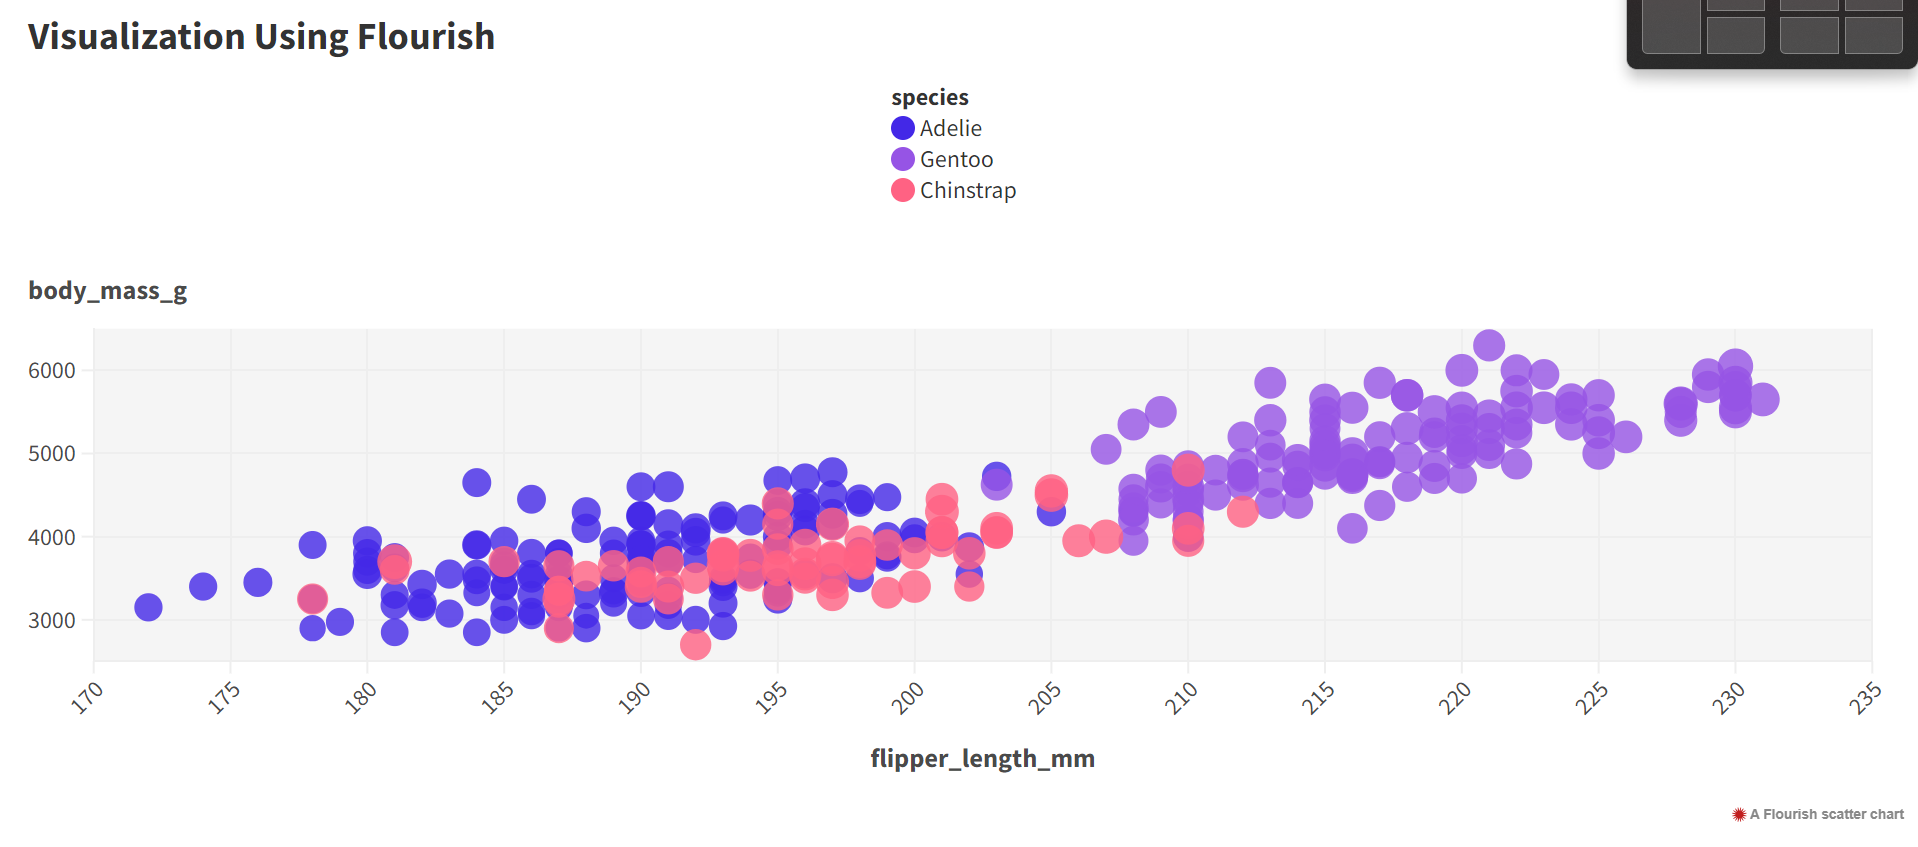 Visualization Using Flourish
species
Adelie
Gentoo
Chinstrap
body_mass_g
6000
5000
4000
3000
170 175 180 185 190 195 200 205 210 215 220 225 230 235
flipper_length_mm
A Flourish scatter chart